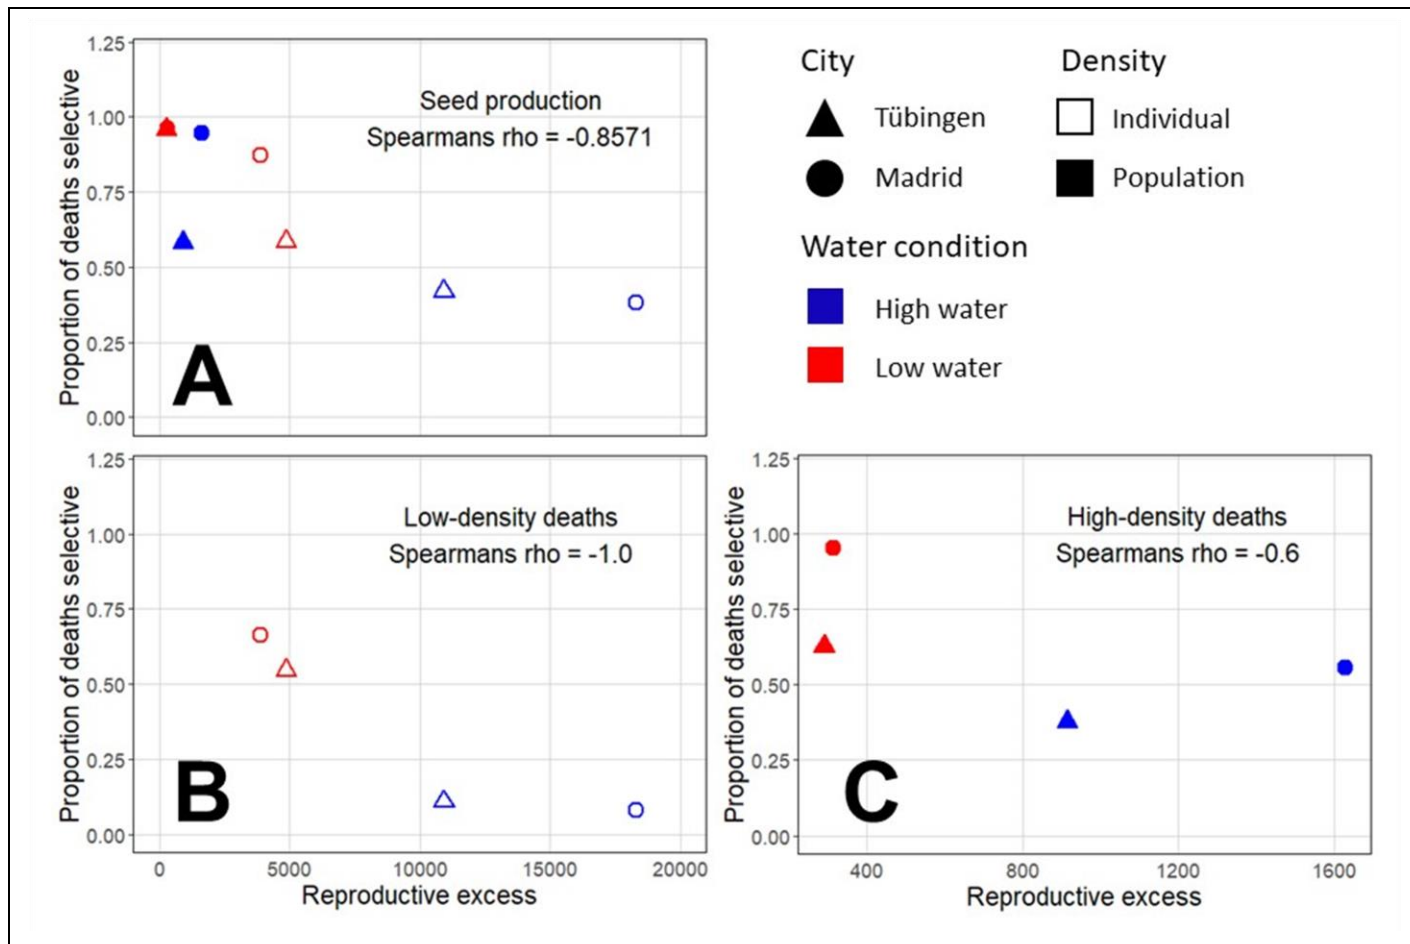 1.25
1.00
0.75
0.50
0.25
0.00
Proportion of deaths selective
Seed production
Spearmans rho = -0.8571
A
City
Tübingen
Madrid
Density
Individual
Population
Water condition
High water
Low water
1.25
1.00
0.75
0.50
0.25
0.00
Proportion of deaths selective
Low-density deaths
Spearmans rho = -1.0
B
0 5000 10000 15000 20000
Reproductive excess
1.25
1.00
0.75
0.50
0.25
0.00
Proportion of deaths selective
High-density deaths
Spearmans rho = -0.6
C
400 800 1200 1600
Reproductive excess